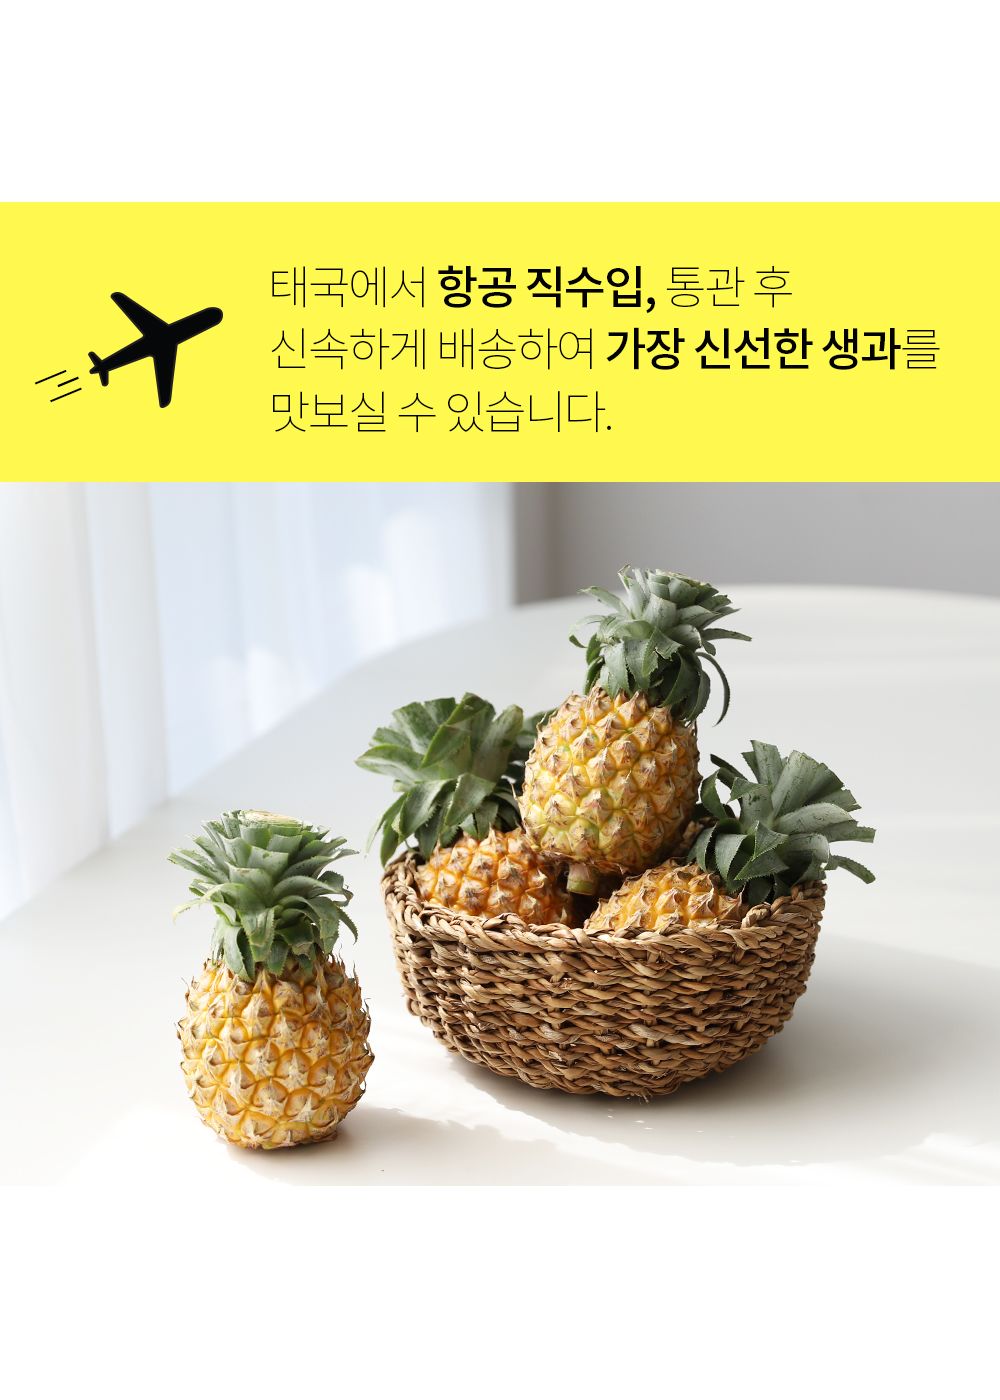 태국에서 항공 직수입, 통관 후
신속하게 배송하여 가장 신선한 생과를
맛보실 수 있습니다.